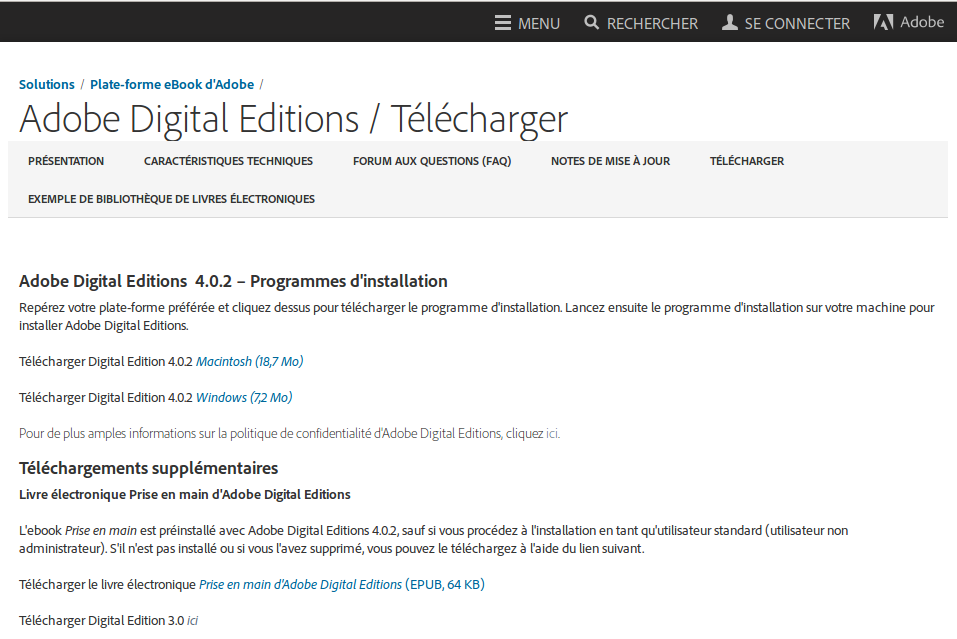 MENU RECHERCHER SE CONNECTER Adobe
Solutions / Plate-forme eBook d'Adobe /
Adobe Digital Editions / Télécharger
PRÉSENTATION CARACTÉRISTIQUES TECHNIQUES FORUM AUX QUESTIONS (FAQ) NOTES DE MISE À JOUR TÉLÉCHARGER
EXEMPLE DE BIBLIOTHÈQUE DE LIVRES ÉLECTRONIQUES
Adobe Digital Editions 4.0.2 – Programmes d'installation
Repérez votre plate-forme préférée et cliquez dessus pour télécharger le programme d'installation. Lancez ensuite le programme d'installation sur votre machine pour
installer Adobe Digital Editions.
Télécharger Digital Edition 4.0.2 Macintosh (18,7 Mo)
Télécharger Digital Edition 4.0.2 Windows (7,2 Mo)
Pour de plus amples informations sur la politique de confidentialité d'Adobe Digital Editions, cliquez ici.
Téléchargements supplémentaires
Livre électronique Prise en main d'Adobe Digital Editions
L'ebook Prise en main est préinstallé avec Adobe Digital Editions 4.0.2, sauf si vous procédez à l'installation en tant qu'utilisateur standard (utilisateur non
administrateur). S'il n'est pas installé ou si vous l'avez supprimé, vous pouvez le téléchargez à l'aide du lien suivant.
Télécharger le livre électronique Prise en main d'Adobe Digital Editions (EPUB, 64 KB)
Télécharger Digital Edition 3.0 ici